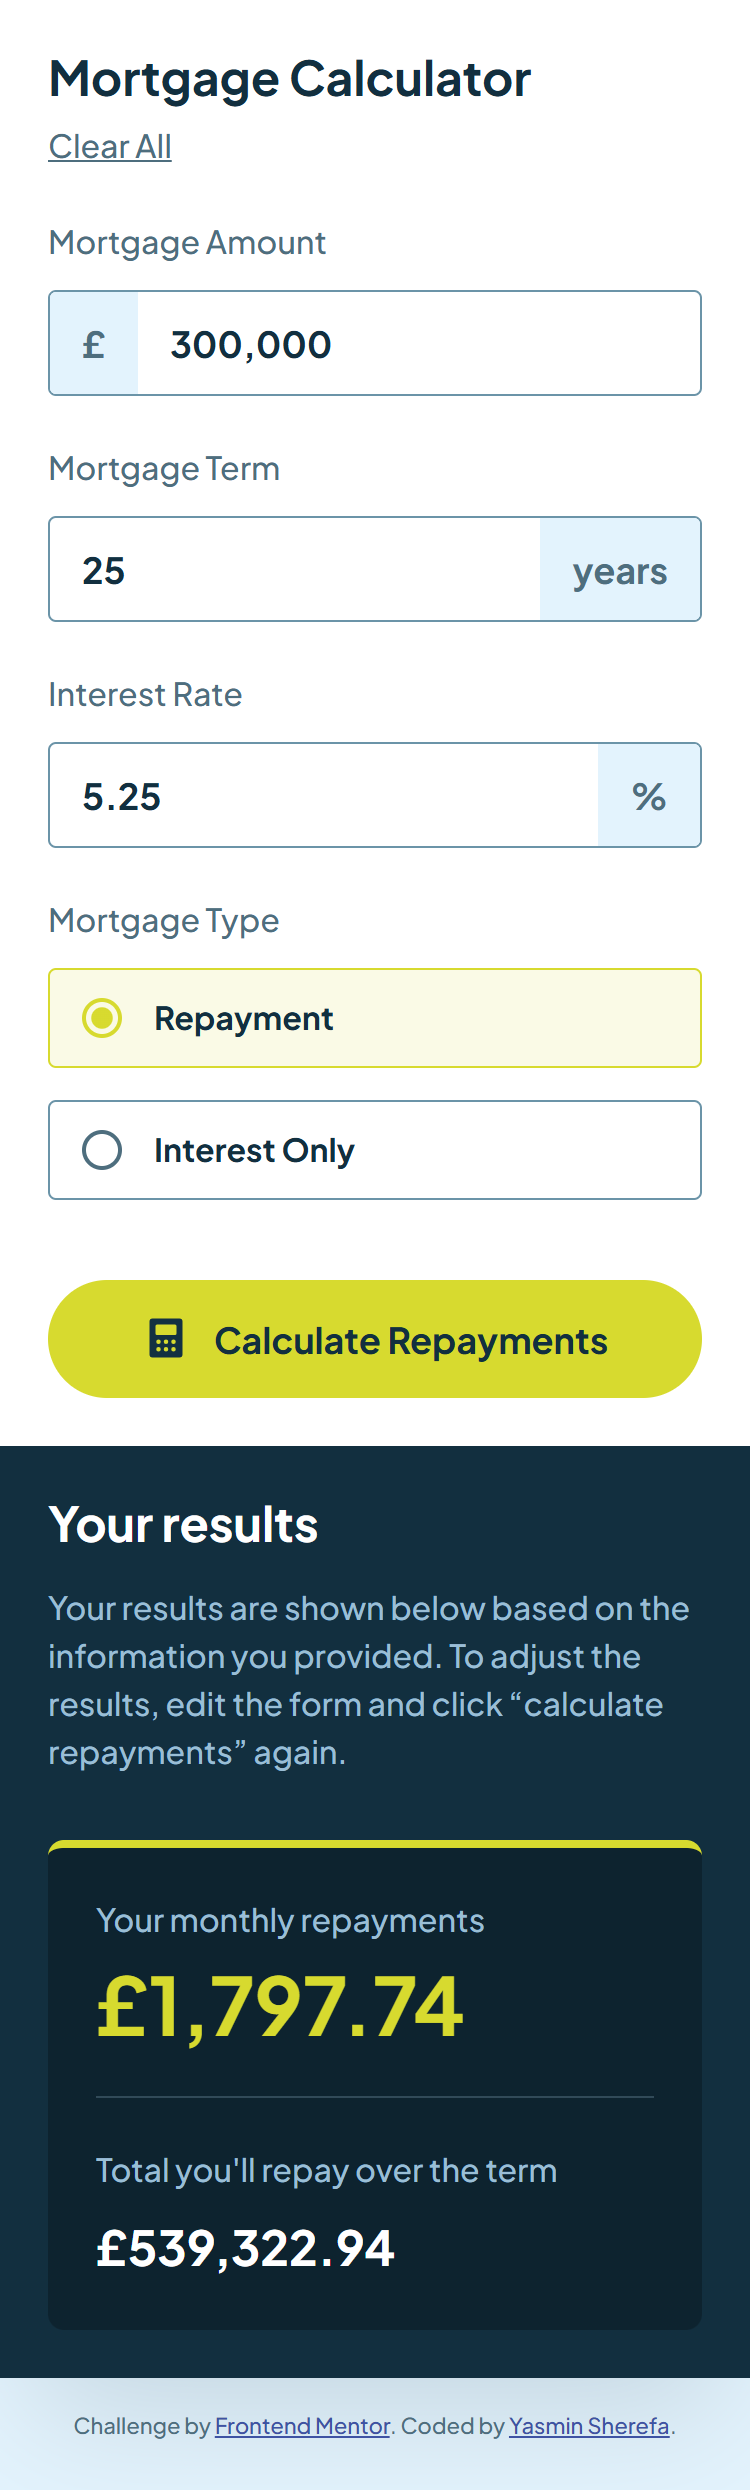 Mortgage Calculator
Clear All
Mortgage Amount
£ 300,000
Mortgage Term
25 years
Interest Rate
5.25 %
Mortgage Type
Repayment
Interest Only
Calculate Repayments
Your results
Your results are shown below based on the
information you provided. To adjust the
results, edit the form and click “calculate
repayments” again.
Your monthly repayments
£1,797.74
Total you'll repay over the term
£539,322.94
Challenge by Frontend Mentor. Coded by Yasmin Sherefa.